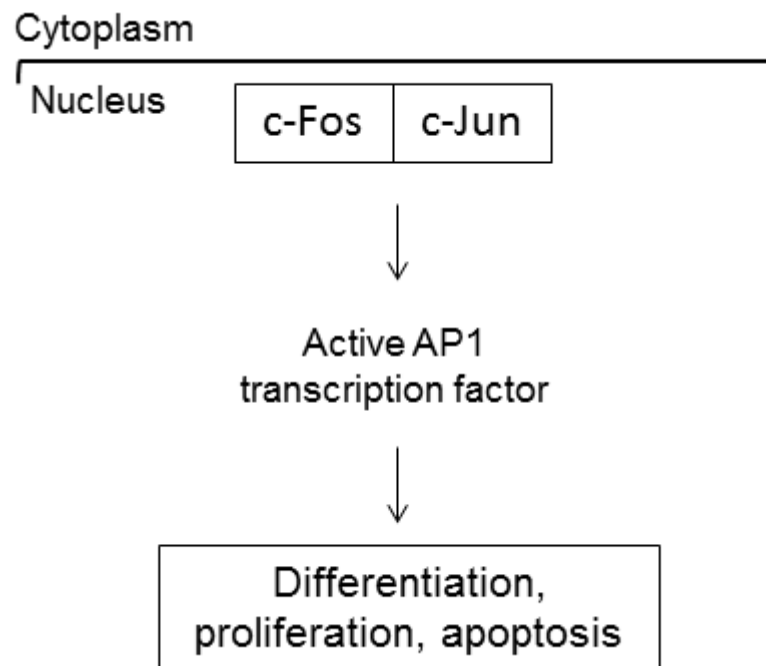 Cytoplasm
Nucleus
c-Fos
c-Jun
Active AP1
transcription factor
Differentiation,
proliferation, apoptosis